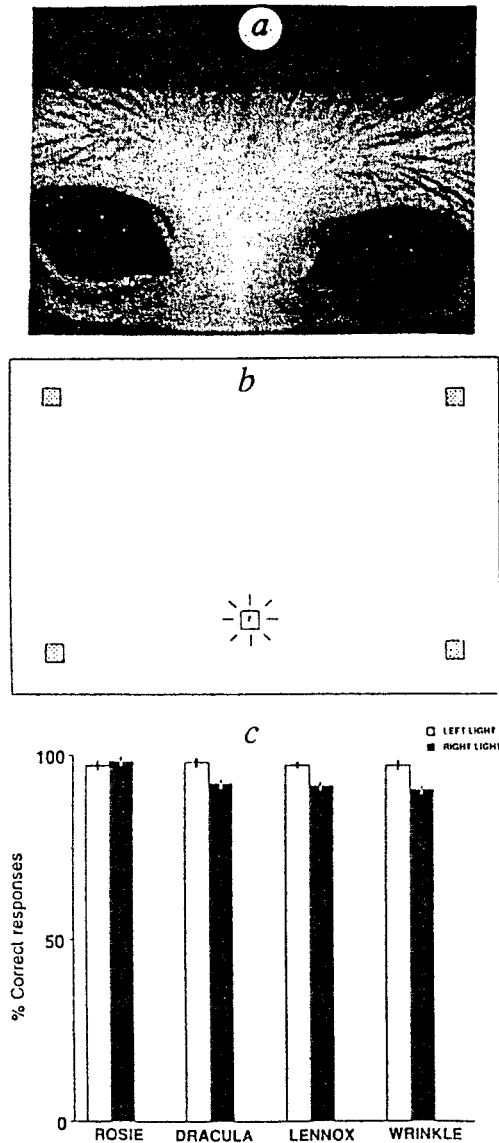 a
b
c
LEFT LIGHT
RIGHT LIGHT
100
50
0
% Correct responses
ROSIE DRACULA LENNOX WRINKLE